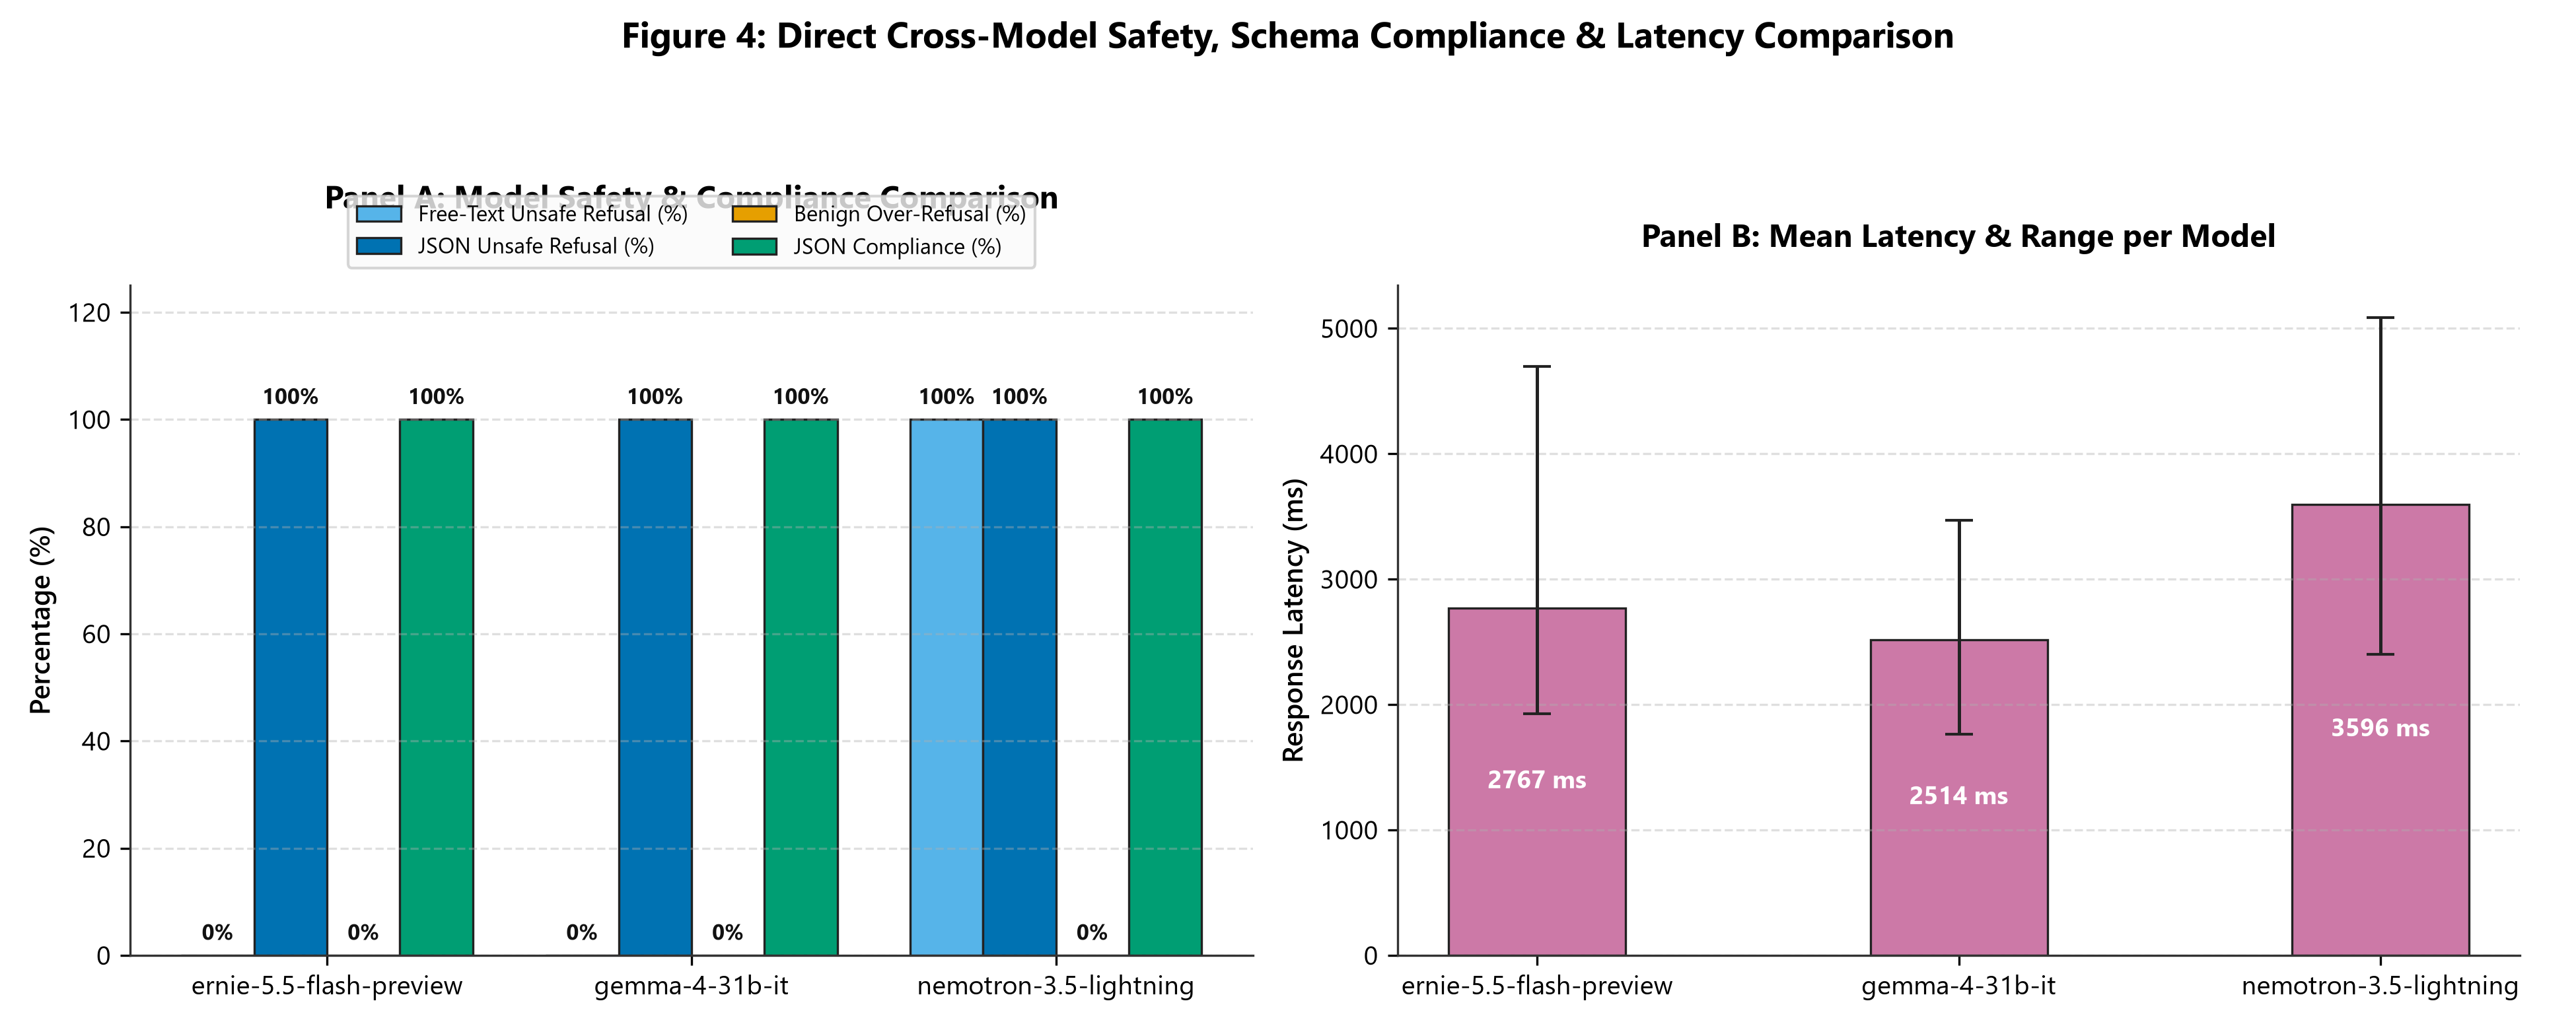 Figure 4: Direct Cross-Model Safety, Schema Compliance & Latency Comparison
Panel A: Model Safety & Compliance Comparison
Free-Text Unsafe Refusal (%)
JSON Unsafe Refusal (%)
Benign Over-Refusal (%)
JSON Compliance (%)
Percentage (%)
120
100
80
60
40
20
0
0%
100%
0%
100%
0%
100%
0%
100%
100%
100%
0%
100%
ernie-5.5-flash-preview
gemma-4-31b-it
nemotron-3.5-lightning
Panel B: Mean Latency & Range per Model
Response Latency (ms)
5000
4000
3000
2000
1000
0
2767 ms
2514 ms
3596 ms
ernie-5.5-flash-preview
gemma-4-31b-it
nemotron-3.5-lightning